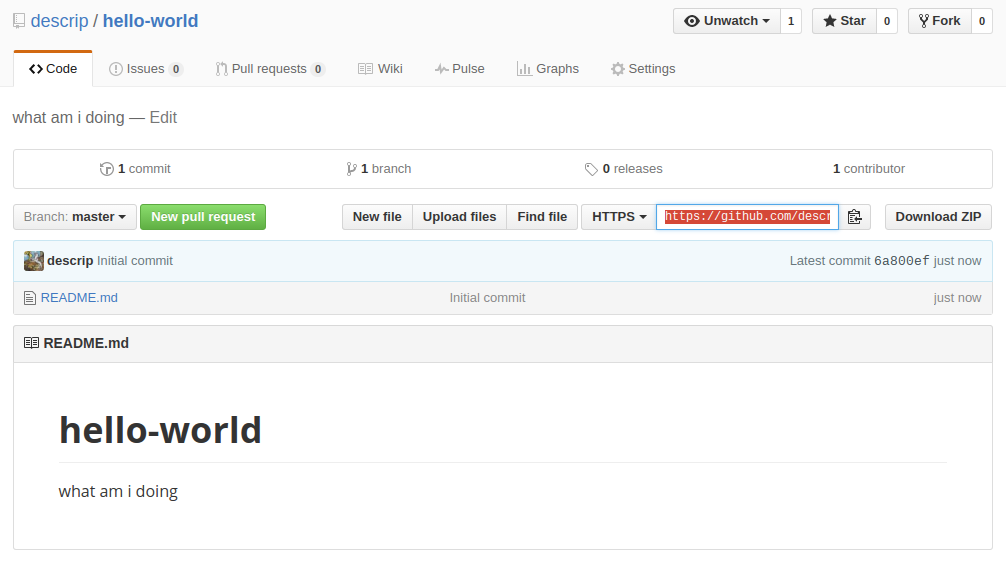 descrip / hello-world Unwatch 1 Star 0 Fork 0
Code Issues 0 Pull requests 0 Wiki Pulse Graphs Settings
what am i doing — Edit
1 commit 1 branch 0 releases 1 contributor
Branch: master New pull request New file Upload files Find file HTTPS https://github.com/descr Download ZIP
descrip Initial commit Latest commit 6a800ef just now
README.md Initial commit just now
README.md
hello-world
what am i doing